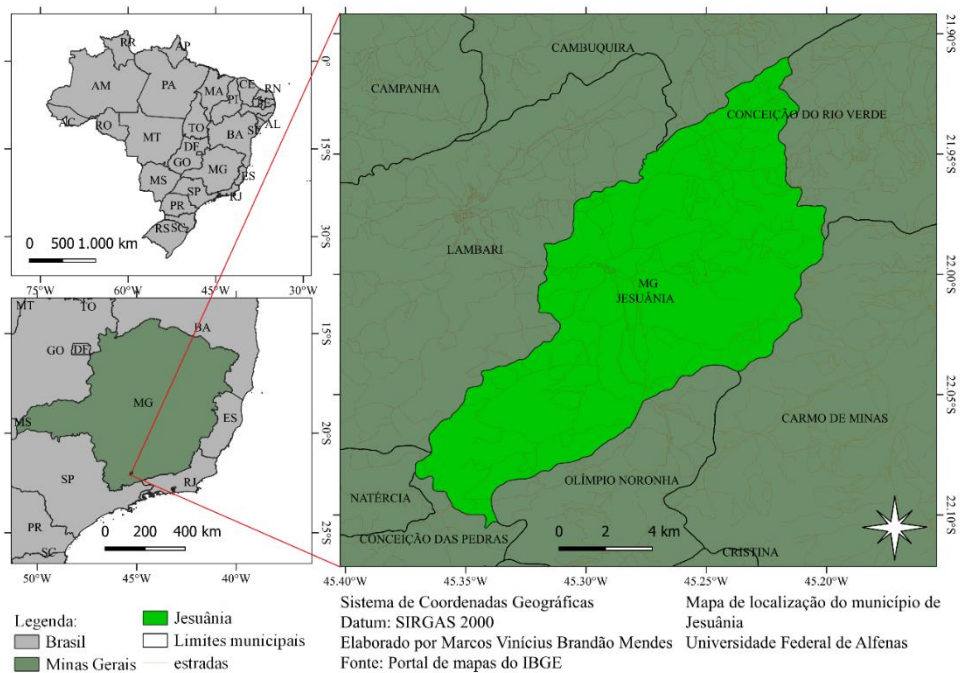 RR
AP
0°
AM
PA
MA
CE
RN
PI
AC
RO
TO
SE
AL
MT
BA
DF
GO
MG
15°S
MS
ES
SP
RJ
PR
RS
SC
0 500 1.000 km
30°S
75°W 60°W 45°W 30°W
MT
TO
BA
15°S
GO
DF
MG
MS
ES
20°S
SP
RJ
PR
0 200 400 km
SC
25°S
50°W 45°W 40°W
CAMBUQUIRA
CAMPANHA
CONCEIÇÃO DO RIO VERDE
LAMBARI
MG
JESUÂNIA
CARMO DE MINAS
OLÍMPIO NORONHA
NATÉRCIA
CONCEIÇÃO DAS PEDRAS
0 2 4 km
CRISTINA
21.90°S
21.95°S
22.00°S
22.05°S
22.10°S
45.40°W 45.35°W 45.30°W 45.25°W 45.20°W
Legenda:
Brasil
Minas Gerais
Jesuânia
Limites municipais
estradas
Sistema de Coordenadas Geográficas
Datum: SIRGAS 2000
Elaborado por Marcos Vinícius Brandão Mendes
Fonte: Portal de mapas do IBGE
Mapa de localização do município de
Jesuânia
Universidade Federal de Alfenas